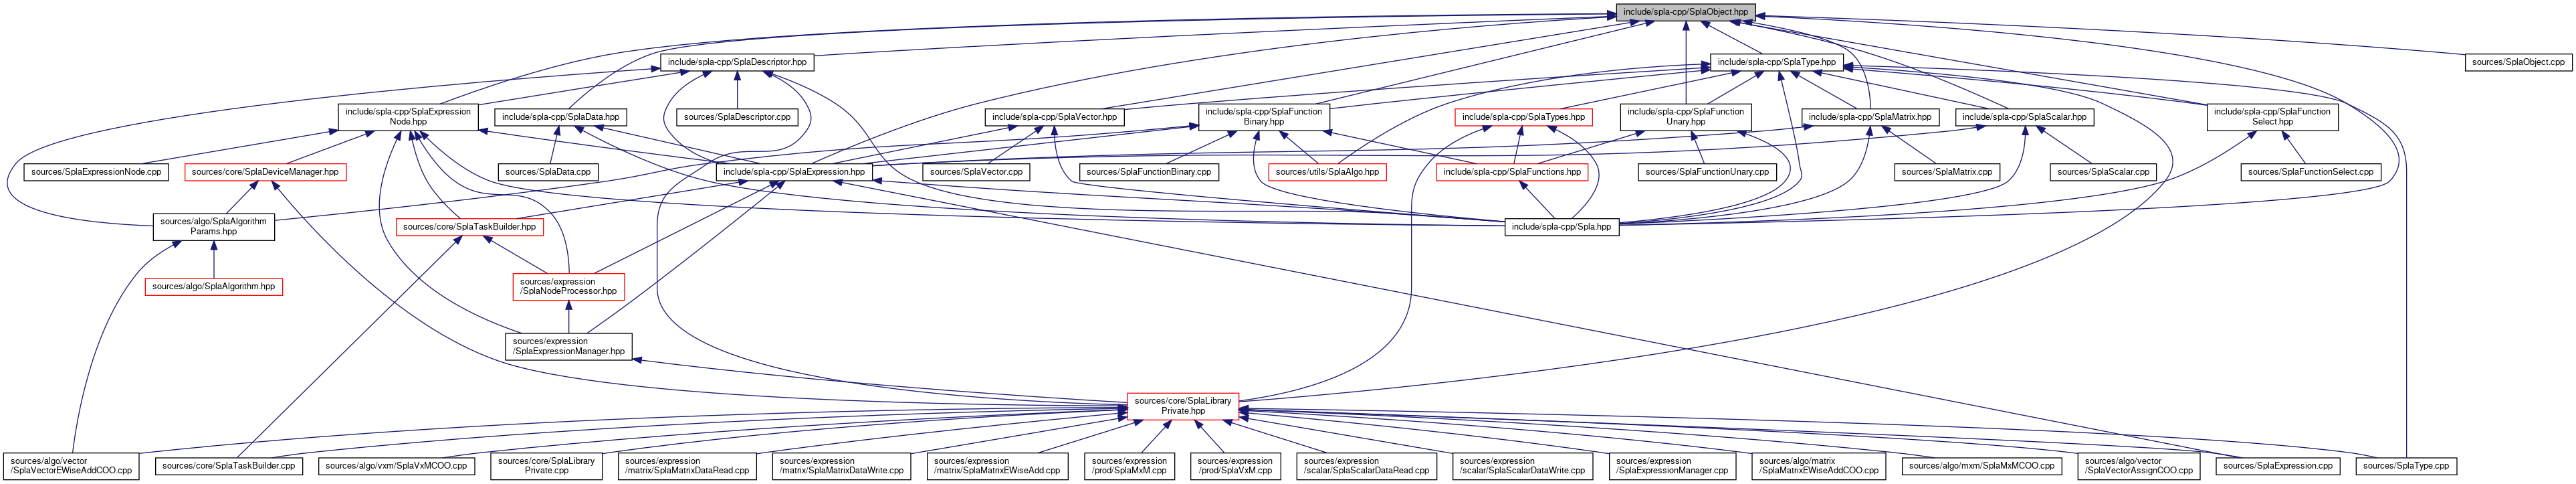 include/spla-cpp/SplaObject.hpp
include/spla-cpp/SplaDescriptor.hpp
include/spla-cpp/SplaType.hpp
sources/SplaObject.cpp
include/spla-cpp/SplaExpression
Node.hpp
include/spla-cpp/SplaData.hpp
sources/SplaDescriptor.cpp
include/spla-cpp/SplaVector.hpp
include/spla-cpp/SplaFunction
Binary.hpp
include/spla-cpp/SplaTypes.hpp
include/spla-cpp/SplaFunction
Unary.hpp
include/spla-cpp/SplaMatrix.hpp
include/spla-cpp/SplaScalar.hpp
include/spla-cpp/SplaFunction
Select.hpp
sources/SplaExpressionNode.cpp
sources/core/SplaDeviceManager.hpp
sources/SplaData.cpp
include/spla-cpp/SplaExpression.hpp
sources/SplaVector.cpp
sources/SplaFunctionBinary.cpp
sources/utils/SplaAlgo.hpp
include/spla-cpp/SplaFunctions.hpp
sources/SplaFunctionUnary.cpp
sources/SplaMatrix.cpp
sources/SplaScalar.cpp
sources/SplaFunctionSelect.cpp
sources/algo/SplaAlgorithm
Params.hpp
sources/core/SplaTaskBuilder.hpp
include/spla-cpp/Spla.hpp
sources/algo/SplaAlgorithm.hpp
sources/expression
/SplaNodeProcessor.hpp
sources/expression
/SplaExpressionManager.hpp
sources/core/SplaLibrary
Private.hpp
sources/algo/vector
/SplaVectorEWiseAddCOO.cpp
sources/core/SplaTaskBuilder.cpp
sources/algo/vxm/SplaVxMCOO.cpp
sources/core/SplaLibrary
Private.cpp
sources/expression
/matrix/SplaMatrixDataRead.cpp
sources/expression
/matrix/SplaMatrixDataWrite.cpp
sources/expression
/matrix/SplaMatrixEWiseAdd.cpp
sources/expression
/prod/SplaMxM.cpp
sources/expression
/prod/SplaVxM.cpp
sources/expression
/scalar/SplaScalarDataRead.cpp
sources/expression
/scalar/SplaScalarDataWrite.cpp
sources/expression
/SplaExpressionManager.cpp
sources/algo/matrix
/SplaMatrixEWiseAddCOO.cpp
sources/algo/mxm/SplaMxMCOO.cpp
sources/algo/vector
/SplaVectorAssignCOO.cpp
sources/SplaExpression.cpp
sources/SplaType.cpp